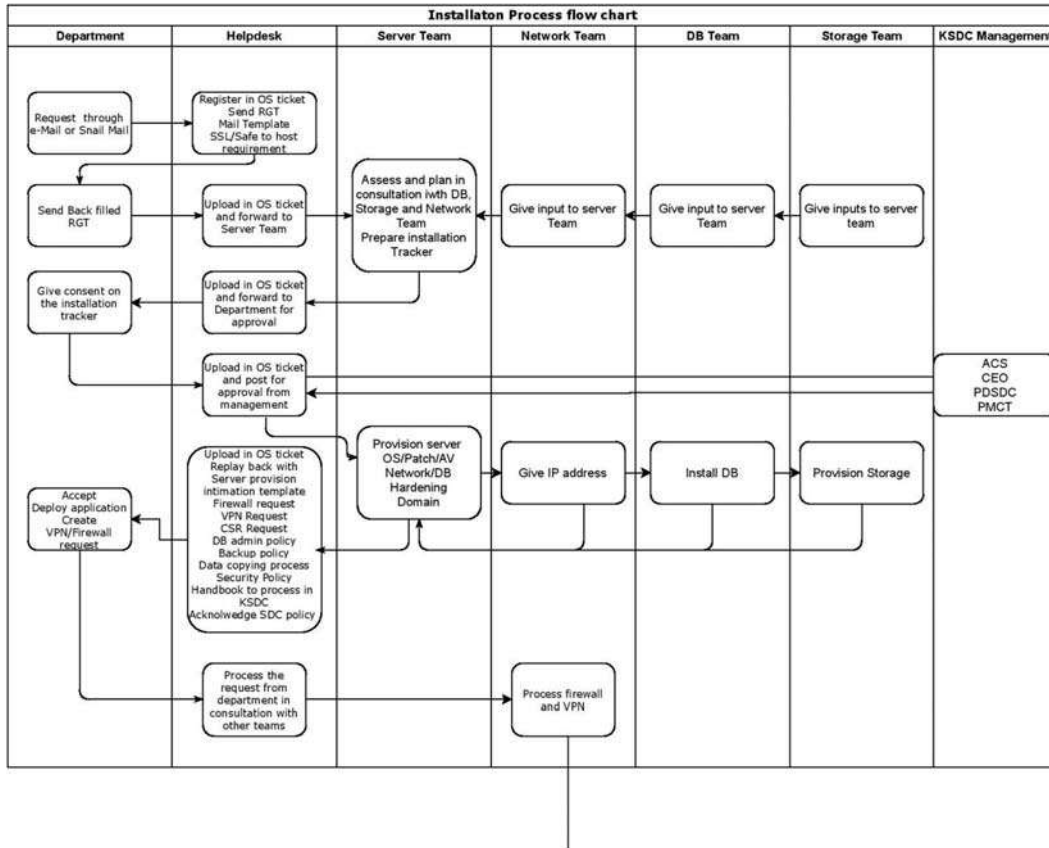 Installaton Process flow chart
Department
Helpdesk
Server Team
Network Team
DB Team
Storage Team
KSDC Management
Request through
e-Mail or Snail Mail
Register in OS ticket
Send RGT
Mail Template
SSL/Safe to host
requirement
Send Back filled
RGT
Upload in OS ticket
and forward to
Server Team
Assess and plan in
consultation iwth DB,
Storage and Network
Team
Prepare installation
Tracker
Give input to server
Team
Give input to server
Team
Give inputs to server
team
Give consent on
the installation
tracker
Upload in OS ticket
and forward to
Department for
approval
Upload in OS ticket
and post for
approval from
management
ACS
CEO
PDSDC
PMCT
Provision server
OS/Patch/AV
Network/DB
Hardening
Domain
Give IP address
Install DB
Provision Storage
Accept
Deploy application
Create
VPN/Firewall
request
Upload in OS ticket
Replay back with
Server provision
intimation template
Firewall request
VPN Request
CSR Request
DB admin policy
Backup policy
Data copying process
Security Policy
Handbook to process in
KSDC
Acknolwedge SDC policy
Process the
request from
department in
consultation with
other teams
Process firewall
and VPN